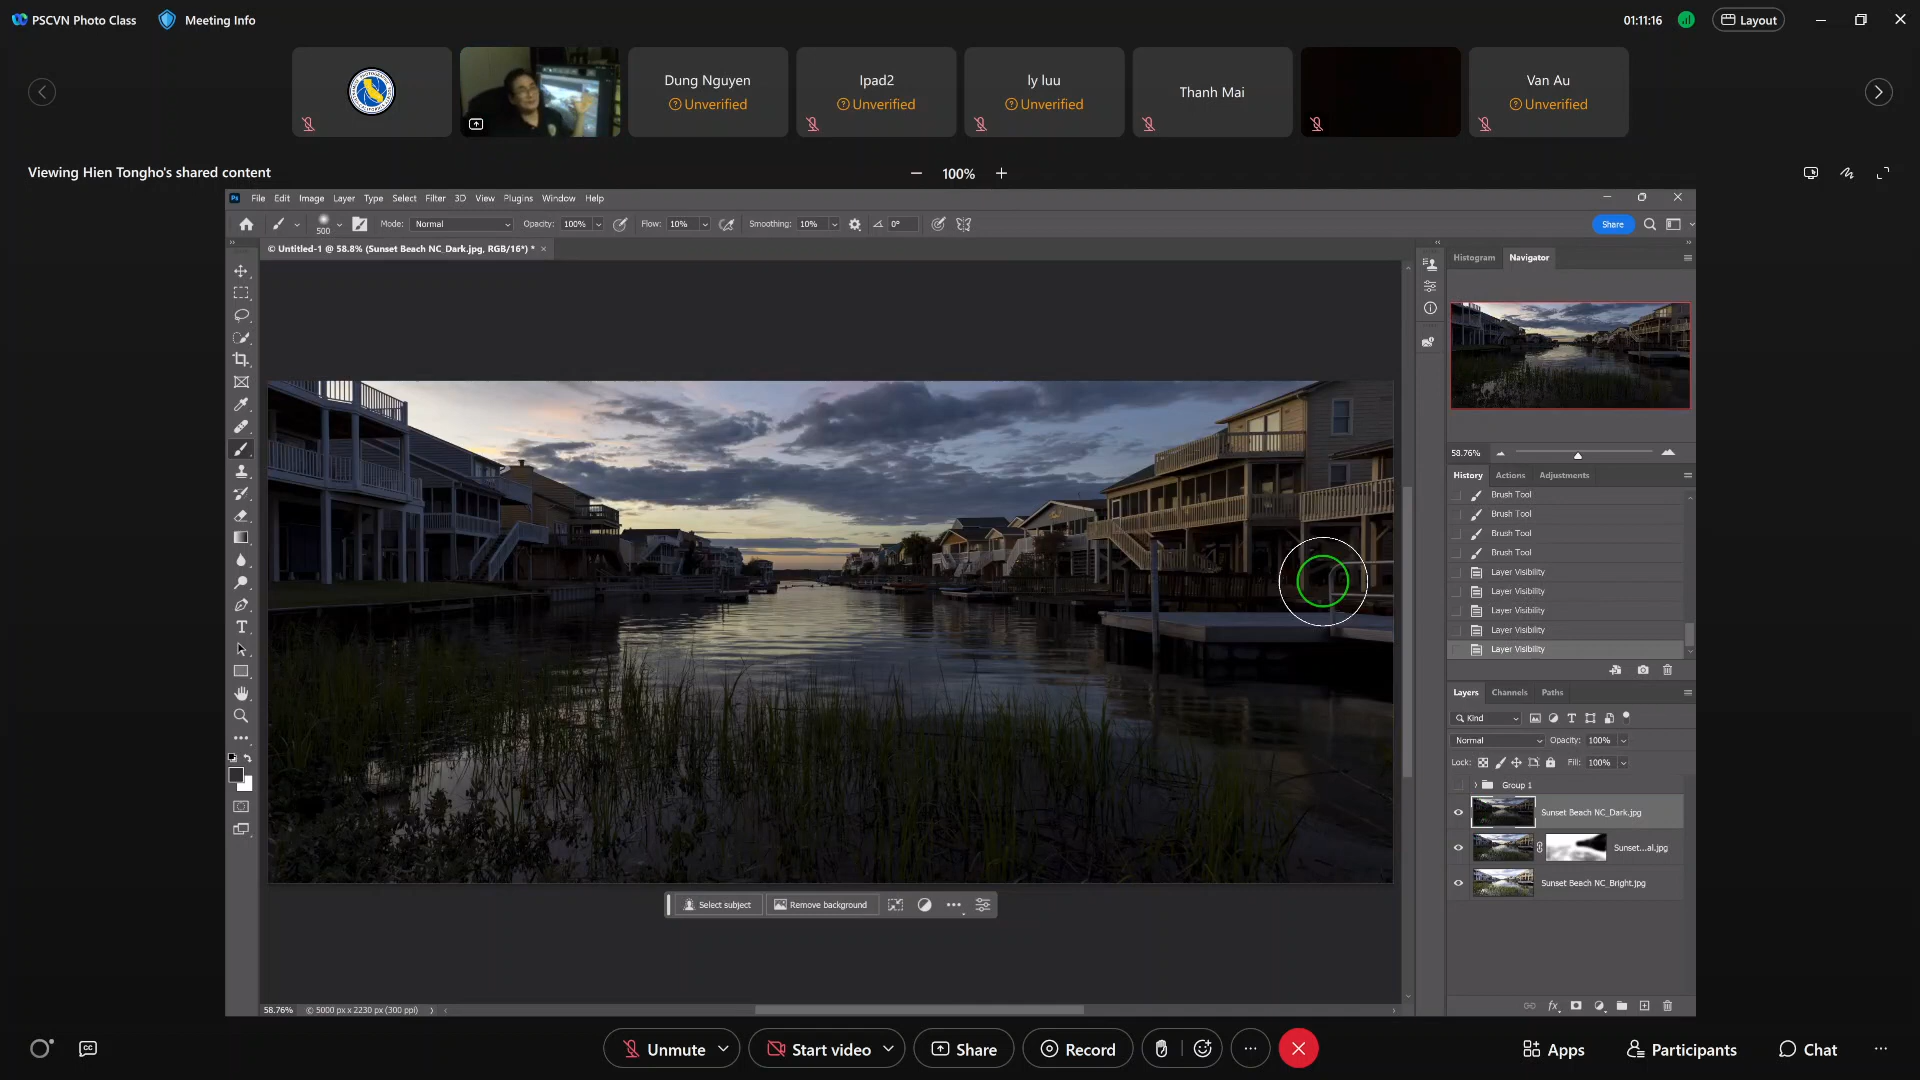 PSCVN Photo Class
Meeting Info
01:11:16
Layout
Dung Nguyen
Unverified
Ipad2
Unverified
ly luu
Unverified
Thanh Mai
Van Au
Unverified
Viewing Hien Tongho's shared content
100%
Ps
File Edit Image Layer Type Select Filter 3D View Plugins Window Help
500
Mode: Normal
Opacity: 100%
Flow: 10%
Smoothing: 10%
0°
Share
© Untitled-1 @ 58.8% (Sunset Beach NC_Dark.jpg, RGB/16*) *
Histogram Navigator
58.76%
History Actions Adjustments
Brush Tool
Brush Tool
Brush Tool
Brush Tool
Layer Visibility
Layer Visibility
Layer Visibility
Layer Visibility
Layer Visibility
Layers Channels Paths
Kind
Normal
Opacity: 100%
Lock:
Fill: 100%
Group 1
Sunset Beach NC_Dark.jpg
Sunset...al.jpg
Sunset Beach NC_Bright.jpg
fx
Select subject
Remove background
58.76%
© 5000 px x 2230 px (300 ppi)
CC
Unmute
Start video
Share
Record
Apps
Participants
Chat